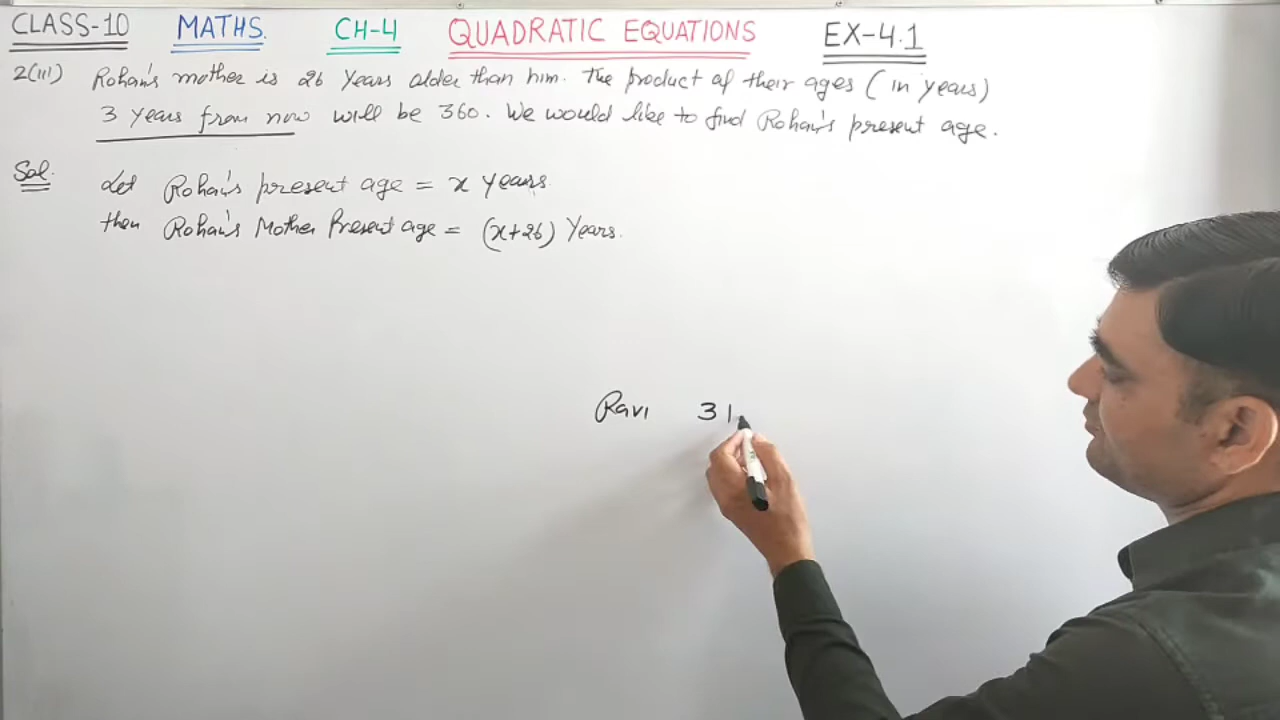 CLASS-10 MATHS. CH-4 QUADRATIC EQUATIONS EX-4.1
2(iii) Rohan's mother is 26 Years older than him. The product of their ages (in years)
3 years from now will be 360. We would like to find Rohan's present age.
Sol. Let Rohan's present age = x years.
then Rohan's Mother Present age = (x+26) Years.
Ravi 31